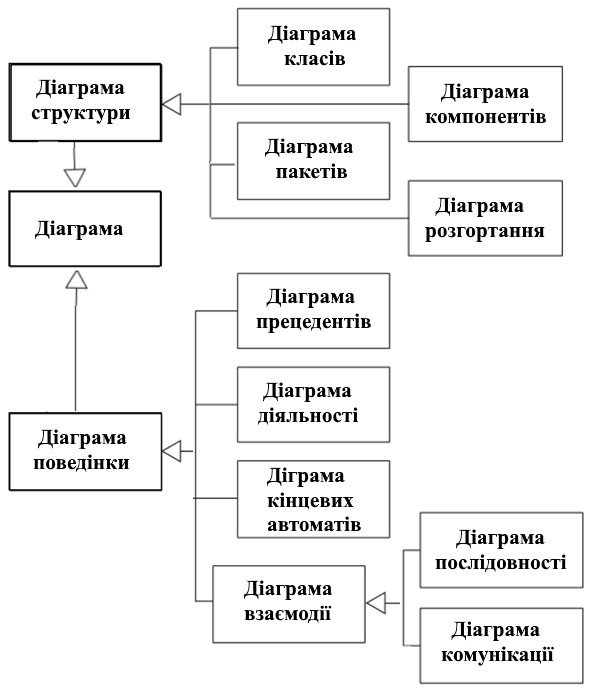 Діаграма
класів
Діаграма
структури
Діаграма
компонентів
Діаграма
пакетів
Діаграма
Діаграма
розгортання
Діаграма
прецедентів
Діаграма
діяльності
Діаграма
поведінки
Діграма
кінцевих
автоматів
Діаграма
послідовності
Діаграма
взаємодії
Діаграма
комунікації